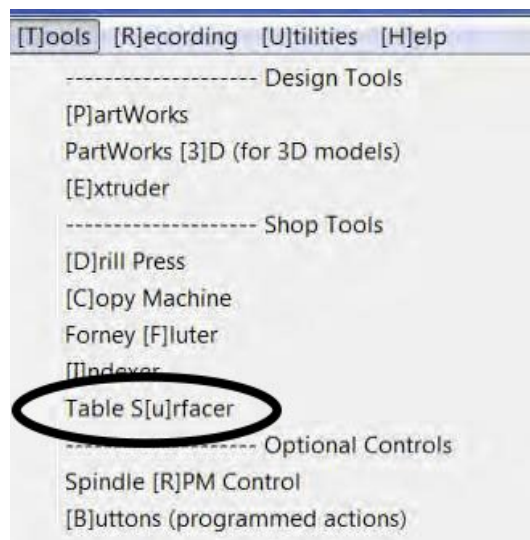 [T]ools [R]ecording [U]tilities [H]elp
------------------- Design Tools
[P]artWorks
PartWorks [3]D (for 3D models)
[E]xtruder
------------------- Shop Tools
[D]rill Press
[C]opy Machine
Forney [F]luter
[I]ndexer
Table S[u]rfacer
------------------- Optional Controls
Spindle [R]PM Control
[B]uttons (programmed actions)